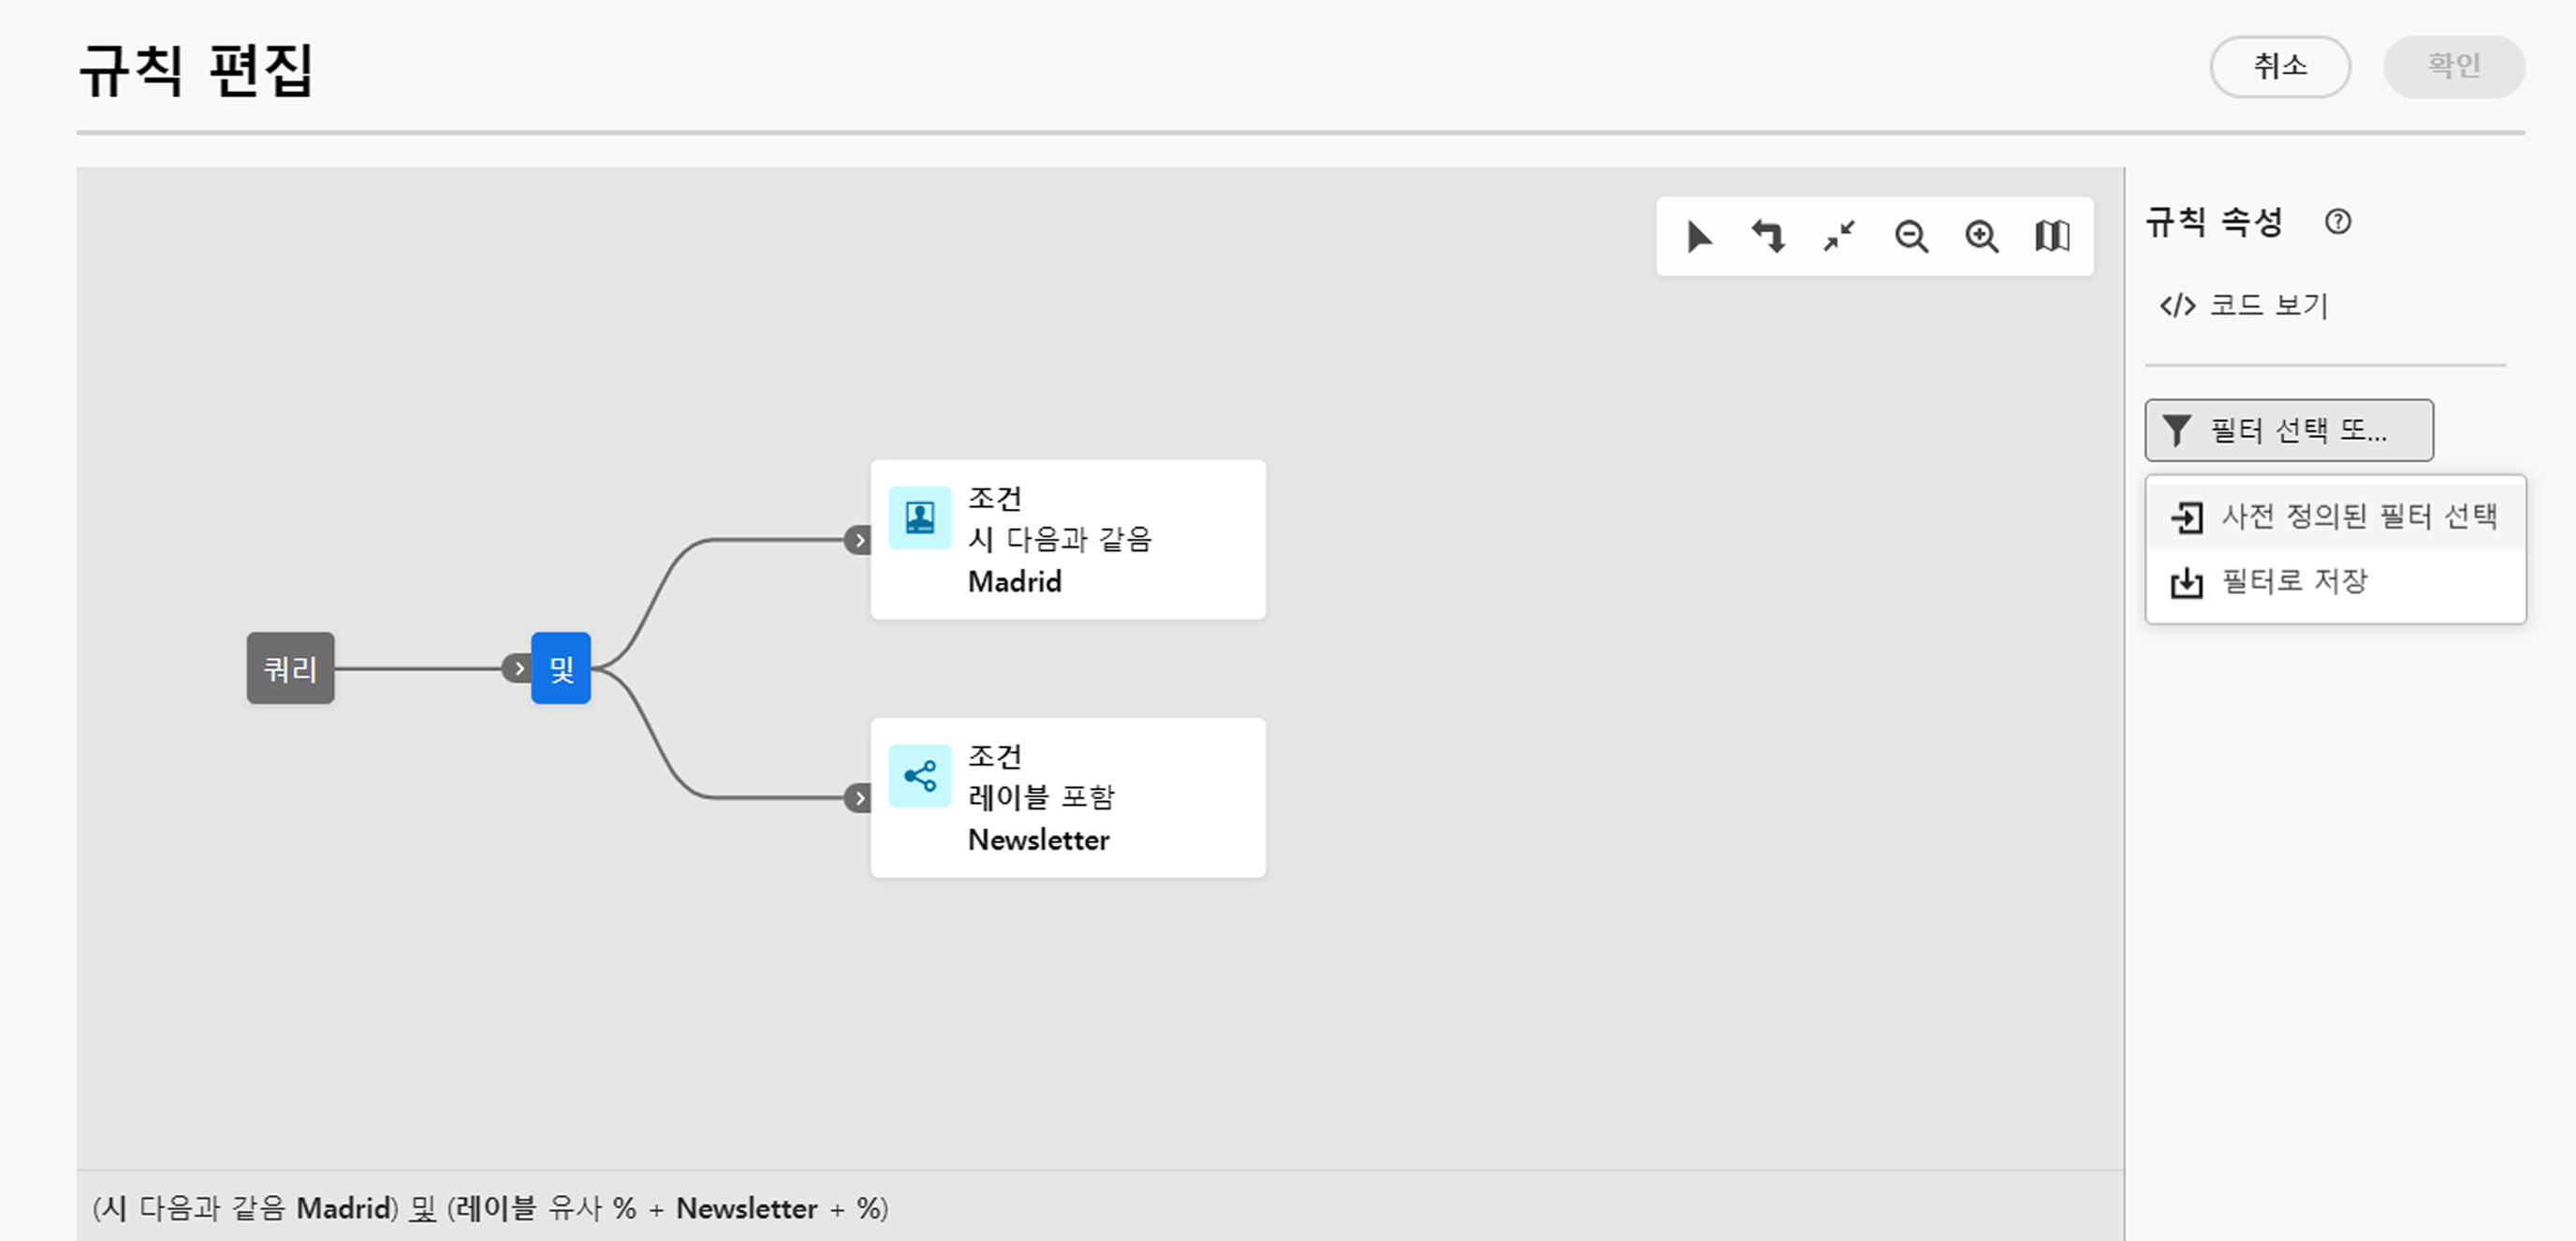 규칙 편집
취소
확인
규칙 속성
코드 보기
필터 선택 또...
사전 정의된 필터 선택
필터로 저장
조건
시 다음과 같음
Madrid
쿼리
및
조건
레이블 포함
Newsletter
(시 다음과 같음 Madrid) 및 (레이블 유사 % + Newsletter + %)